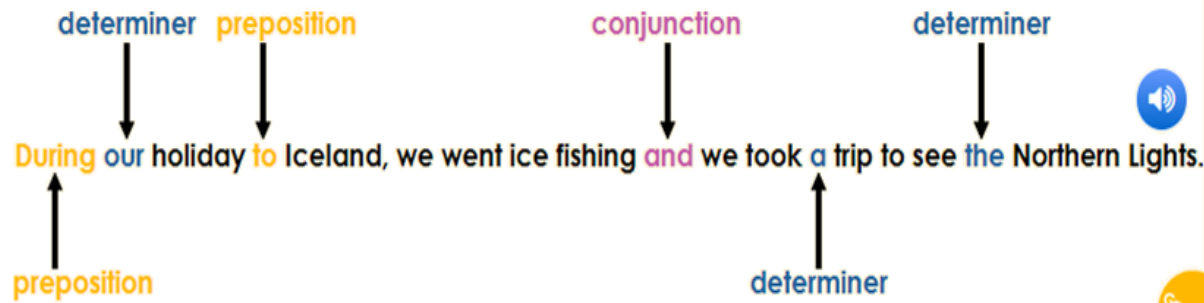 determiner preposition conjunction determiner
During our holiday to Iceland, we went ice fishing and we took a trip to see the Northern Lights.
preposition determiner